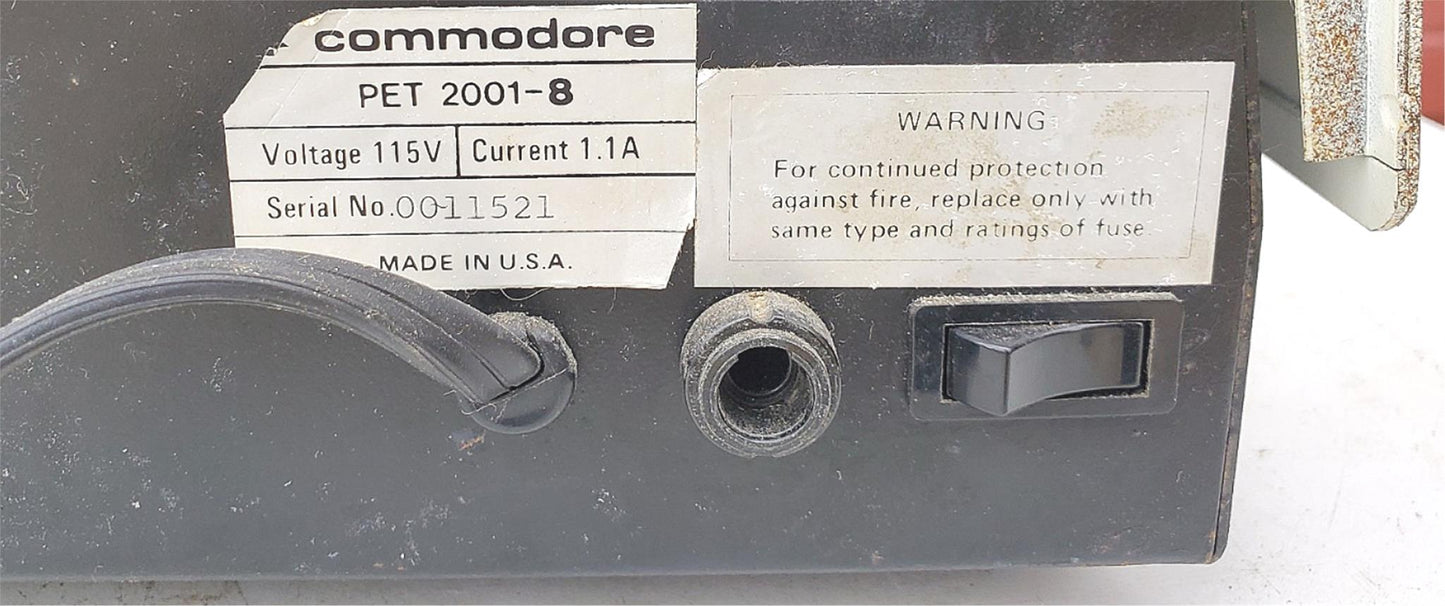 commodore
PET 2001-8
Voltage 115V Current 1.1A
Serial No.0011521
MADE IN U.S.A.
WARNING
For continued protection
against fire, replace only with
same type and ratings of fuse.